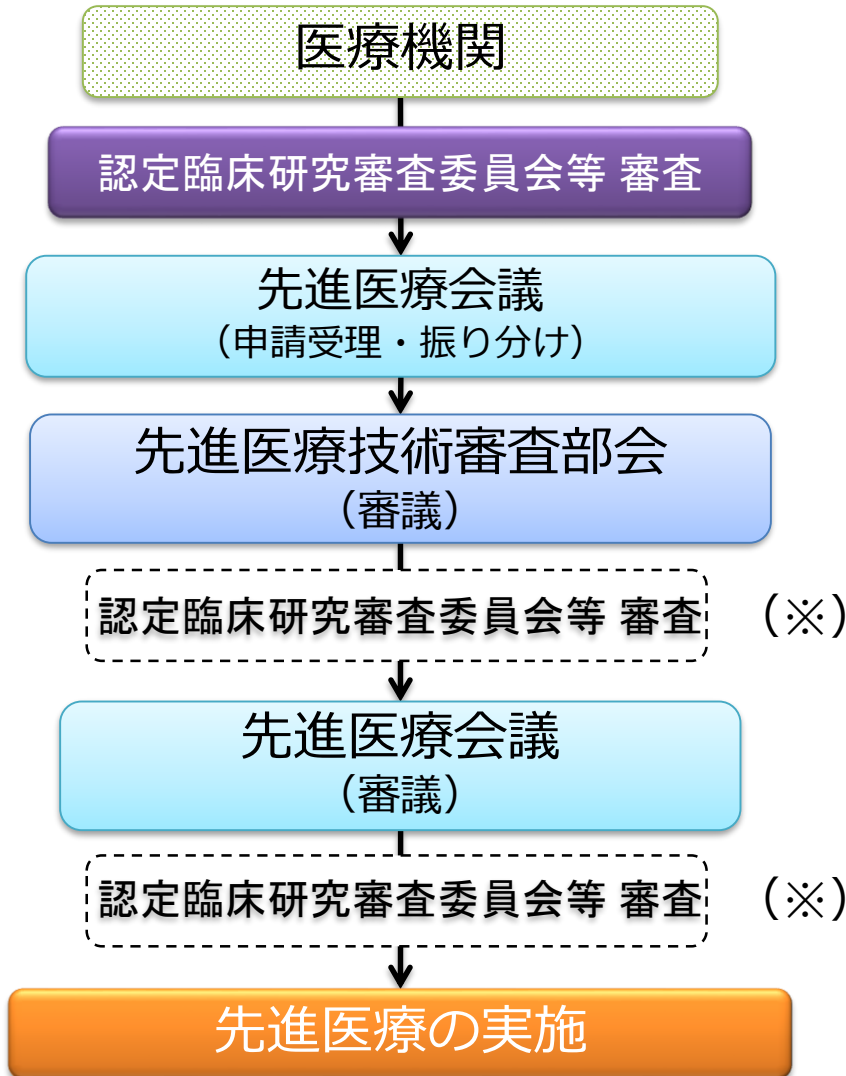 医療機関
認定臨床研究審査委員会等 審査
先進医療会議
（申請受理・振り分け）
先進医療技術審査部会
（審議）
認定臨床研究審査委員会等 審査 （※）
先進医療会議
（審議）
認定臨床研究審査委員会等 審査 （※）
先進医療の実施